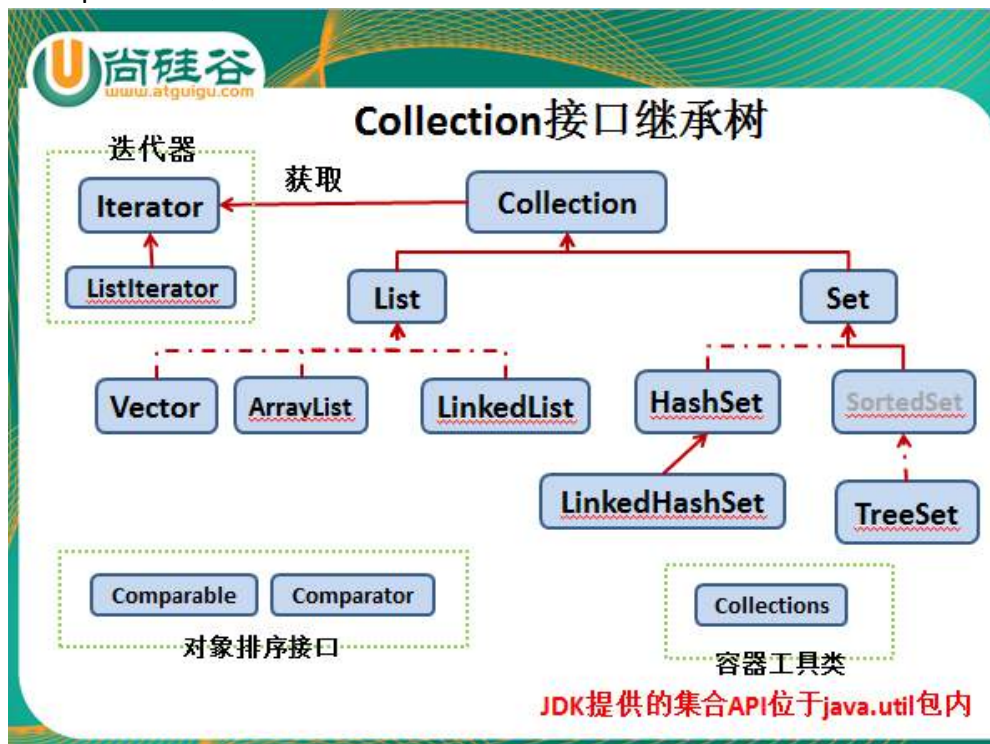 尚硅谷
www.atguigu.com
Collection接口继承树
迭代器
Iterator
获取
Collection
ListIterator
List
Set
Vector
ArrayList
LinkedList
HashSet
SortedSet
LinkedHashSet
TreeSet
Comparable
Comparator
对象排序接口
Collections
容器工具类
JDK提供的集合API位于java.util包内